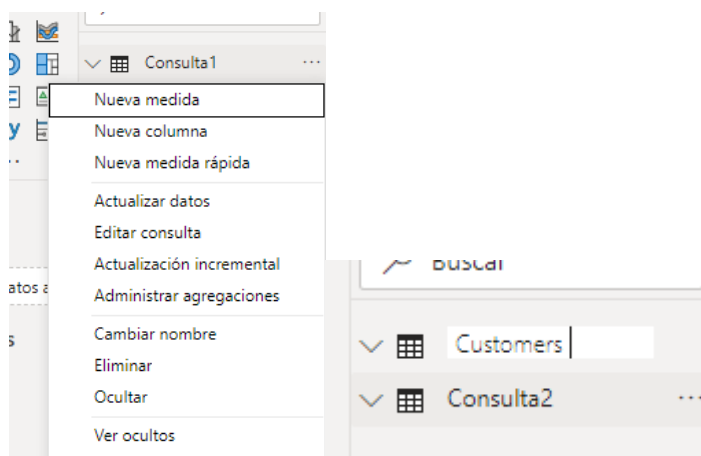 Consulta1
Nueva medida
Nueva columna
Nueva medida rápida
Actualizar datos
Editar consulta
Actualización incremental
Administrar agregaciones
Cambiar nombre
Eliminar
Ocultar
Ver ocultos
atos a
s
y
Buscar
Customers
Consulta2